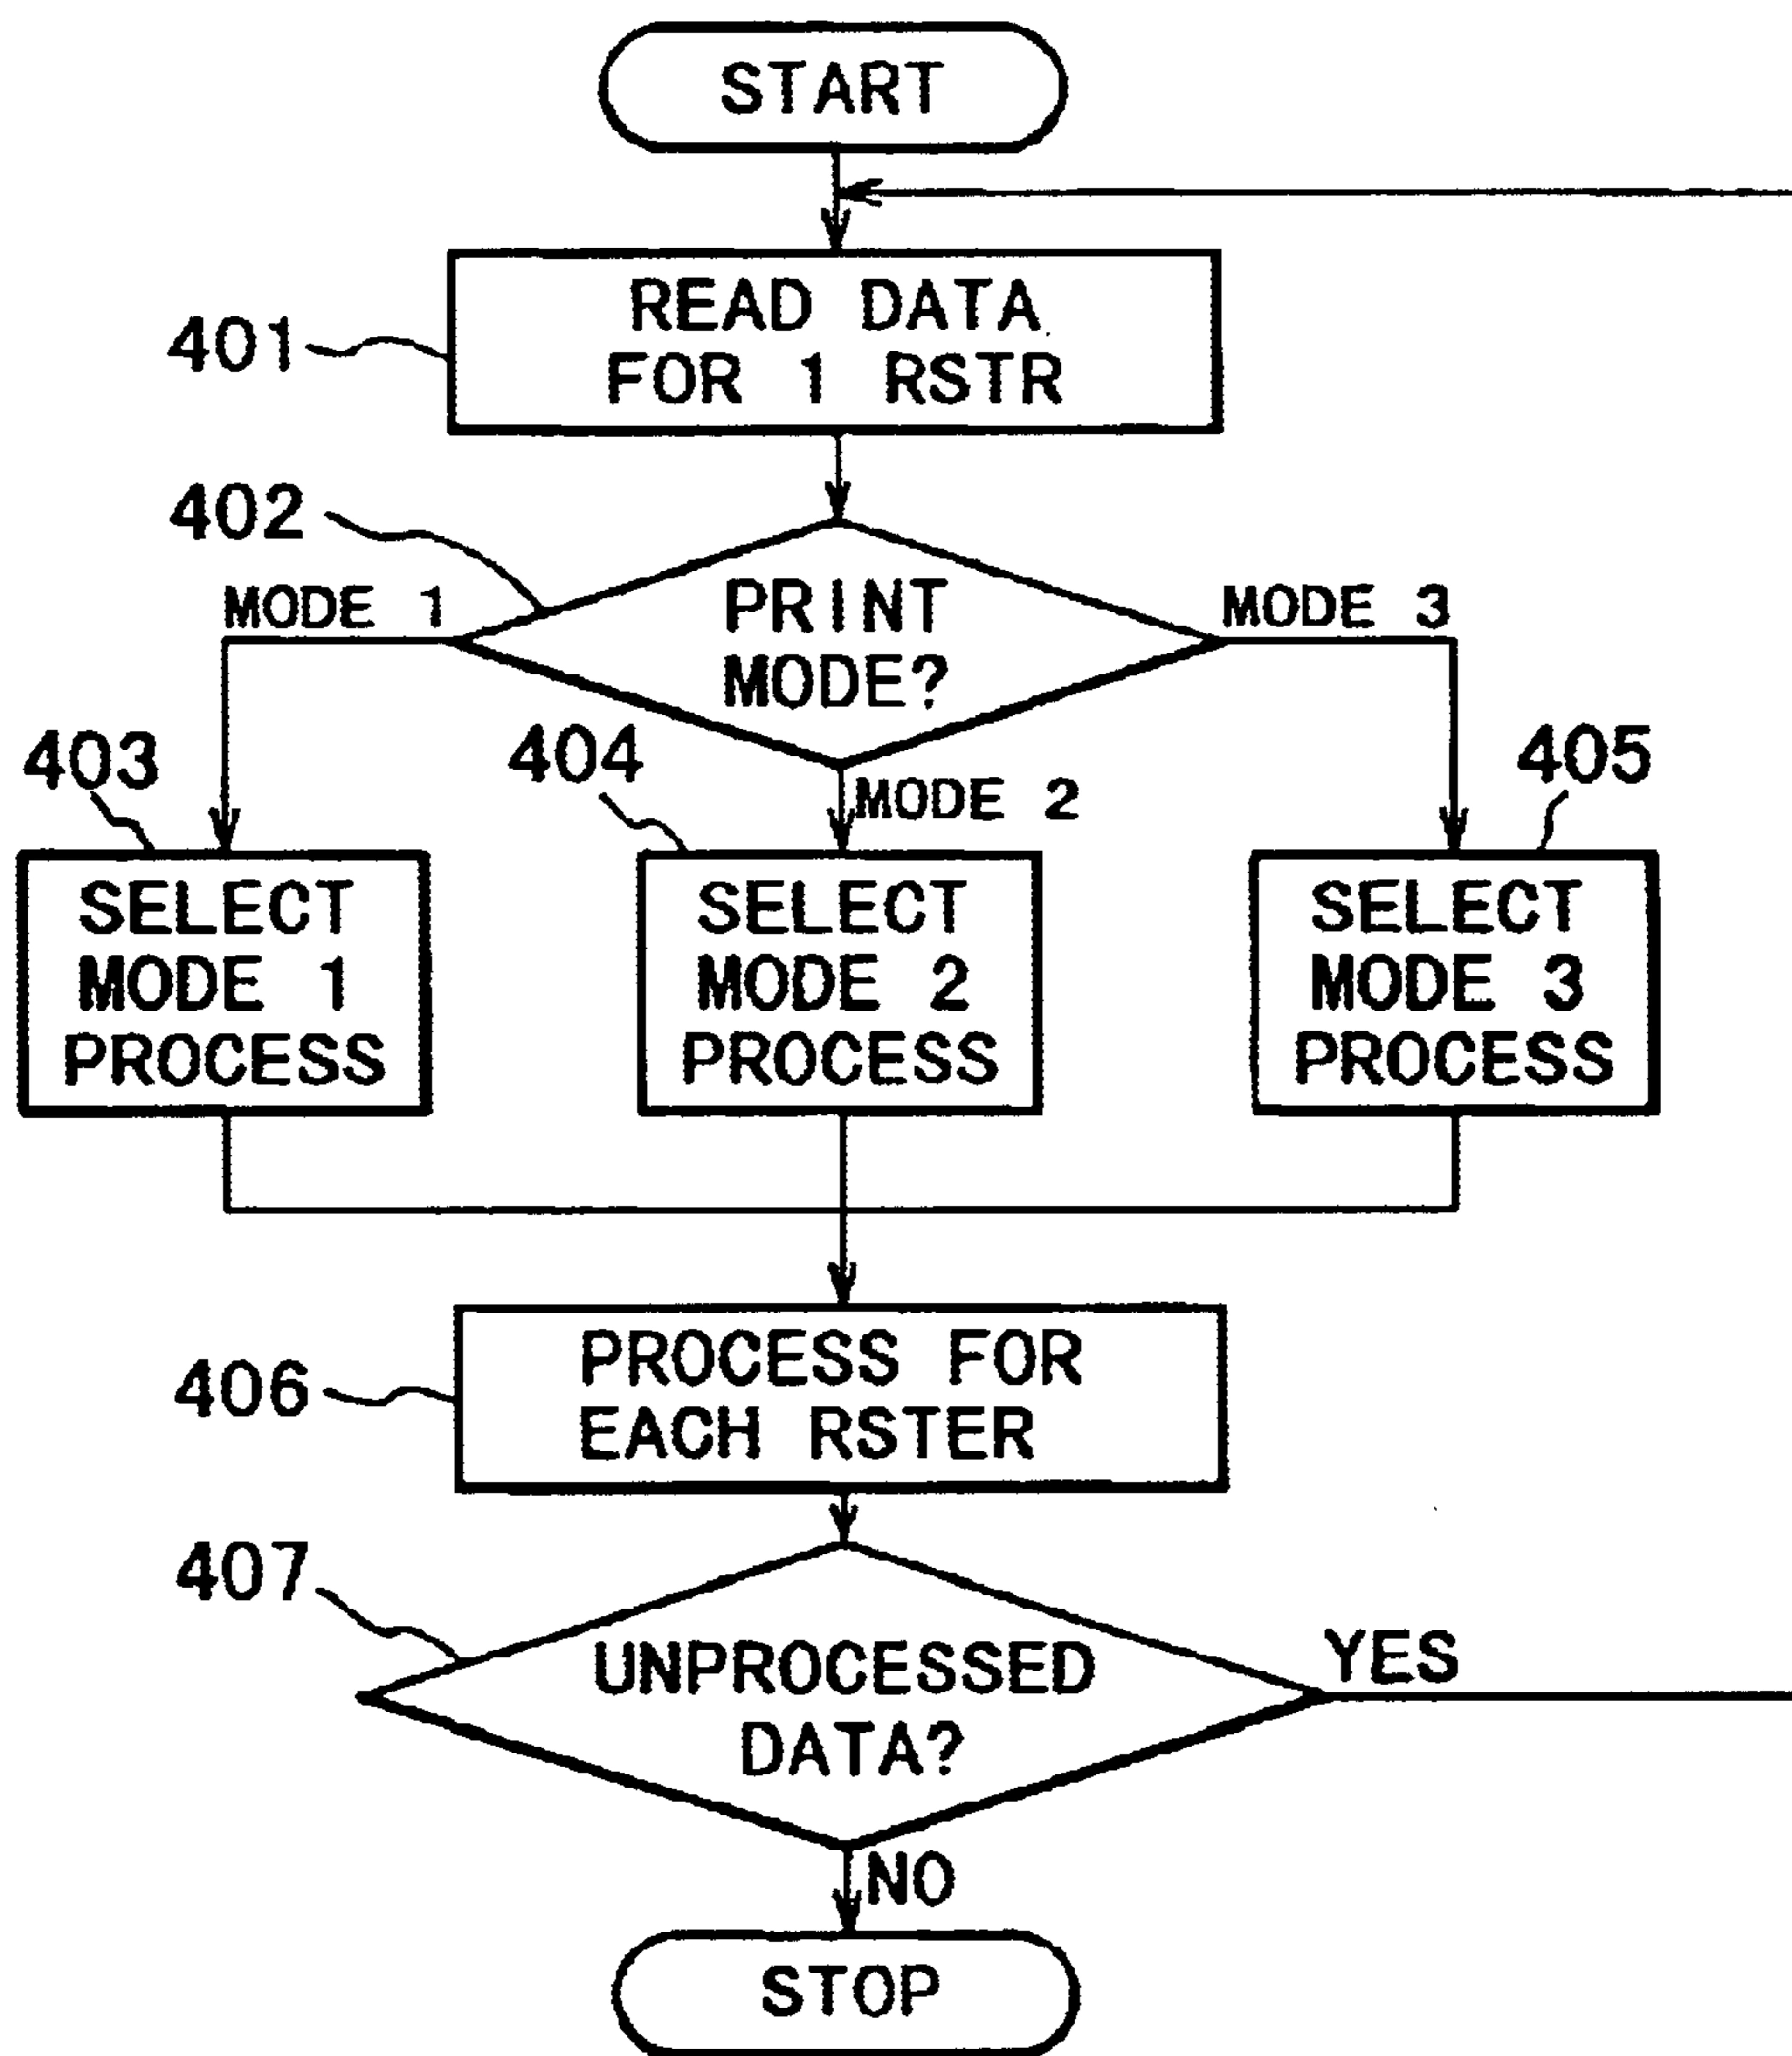 START
READ DATA
FOR 1 RSTR
401
402
MODE 1
PRINT
MODE?
MODE 3
403
404
MODE 2
405
SELECT
MODE 1
PROCESS
SELECT
MODE 2
PROCESS
SELECT
MODE 3
PROCESS
PROCESS FOR
EACH RSTER
406
407
UNPROCESSED
DATA?
YES
NO
STOP